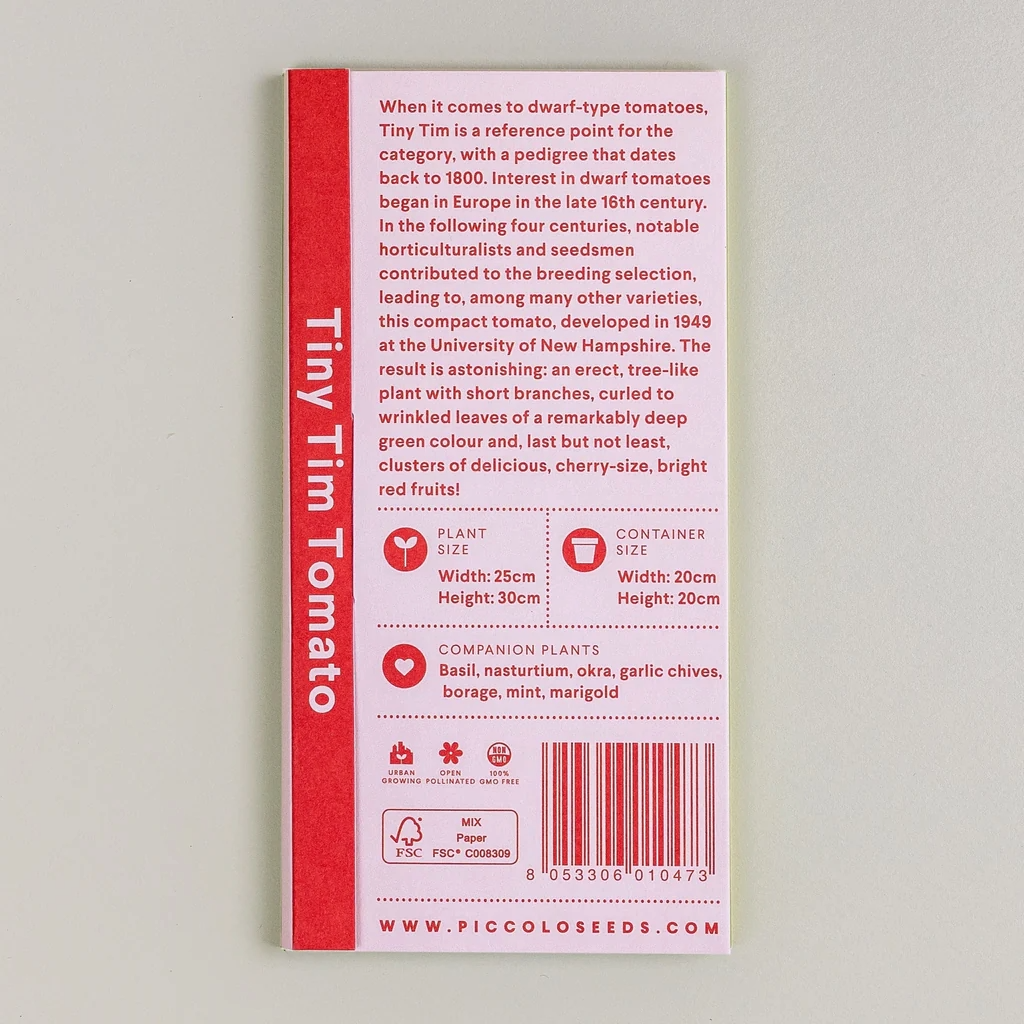 Tiny Tim Tomato
When it comes to dwarf-type tomatoes,
Tiny Tim is a reference point for the
category, with a pedigree that dates
back to 1800. Interest in dwarf tomatoes
began in Europe in the late 16th century.
In the following four centuries, notable
horticulturalists and seedsmen
contributed to the breeding selection,
leading to, among many other varieties,
this compact tomato, developed in 1949
at the University of New Hampshire. The
result is astonishing: an erect, tree-like
plant with short branches, curled to
wrinkled leaves of a remarkably deep
green colour and, last but not least,
clusters of delicious, cherry-size, bright
red fruits!
PLANT
SIZE
Width: 25cm
Height: 30cm
CONTAINER
SIZE
Width: 20cm
Height: 20cm
COMPANION PLANTS
Basil, nasturtium, okra, garlic chives,
borage, mint, marigold
URBAN
GROWING
OPEN
POLLINATED
NON
GMO
100%
GMO FREE
FSC
MIX
Paper
FSC® C008309
8 053306 010473
WWW.PICCOLOSEEDS.COM